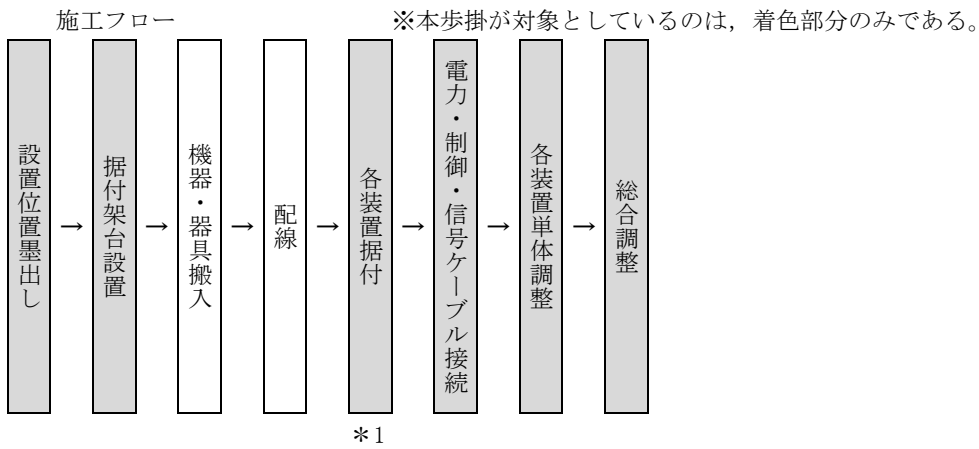 施工フロー
※本歩掛が対象としているのは，着色部分のみである。
設置位置墨出し
→
据付架台設置
→
機器・器具搬入
→
配線
→
各装置据付
→
電力・制御・信号ケーブル接続
→
各装置単体調整
→
総合調整
＊1